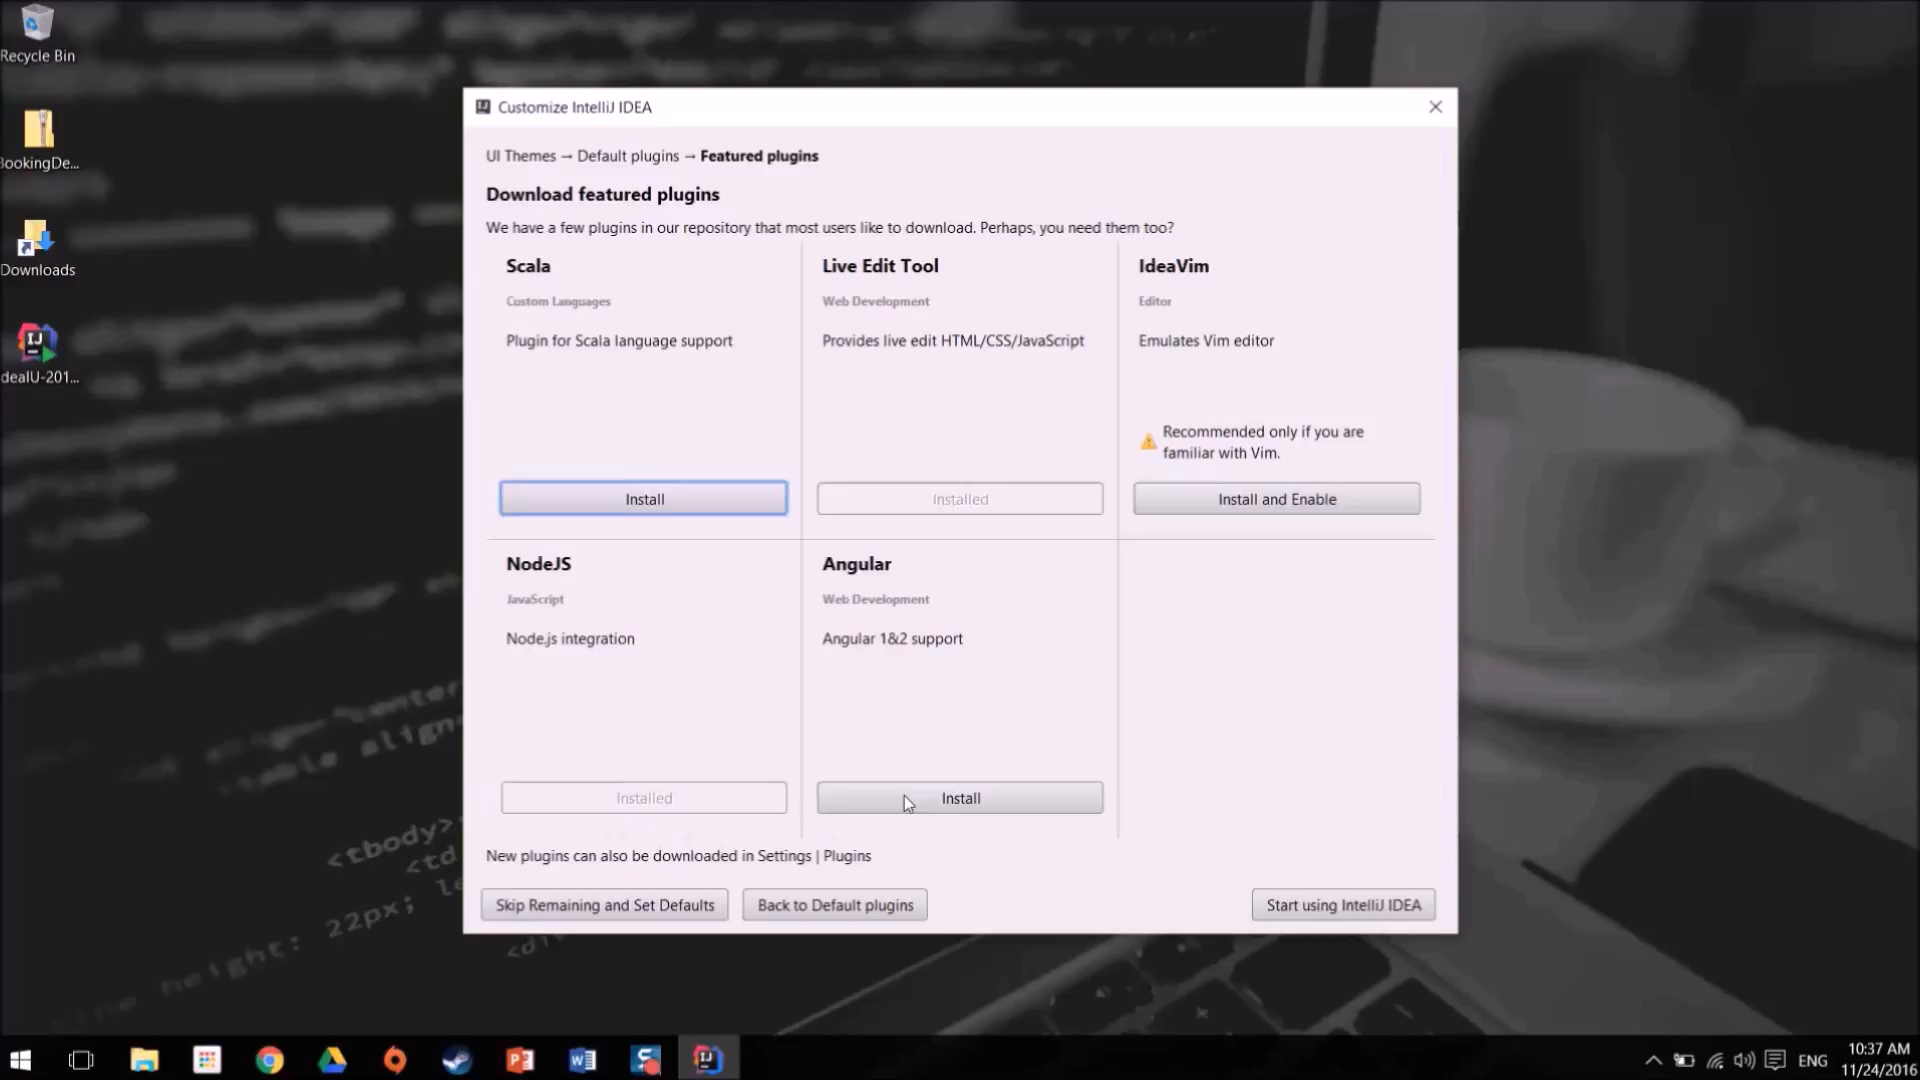 Recycle Bin
BookingDe...
Downloads
IdeaIU-201...
Customize IntelliJ IDEA
UI Themes → Default plugins → Featured plugins
Download featured plugins
We have a few plugins in our repository that most users like to download. Perhaps, you need them too?
Scala
Custom Languages
Plugin for Scala language support
Install
Live Edit Tool
Web Development
Provides live edit HTML/CSS/JavaScript
Installed
IdeaVim
Editor
Emulates Vim editor
Recommended only if you are
familiar with Vim.
Install and Enable
NodeJS
JavaScript
Node.js integration
Installed
Angular
Web Development
Angular 1&2 support
Install
New plugins can also be downloaded in Settings | Plugins
Skip Remaining and Set Defaults
Back to Default plugins
Start using IntelliJ IDEA
"center
table align
<tbody>
<td
22px;
height:
<di
ENG
10:37 AM
11/24/2016